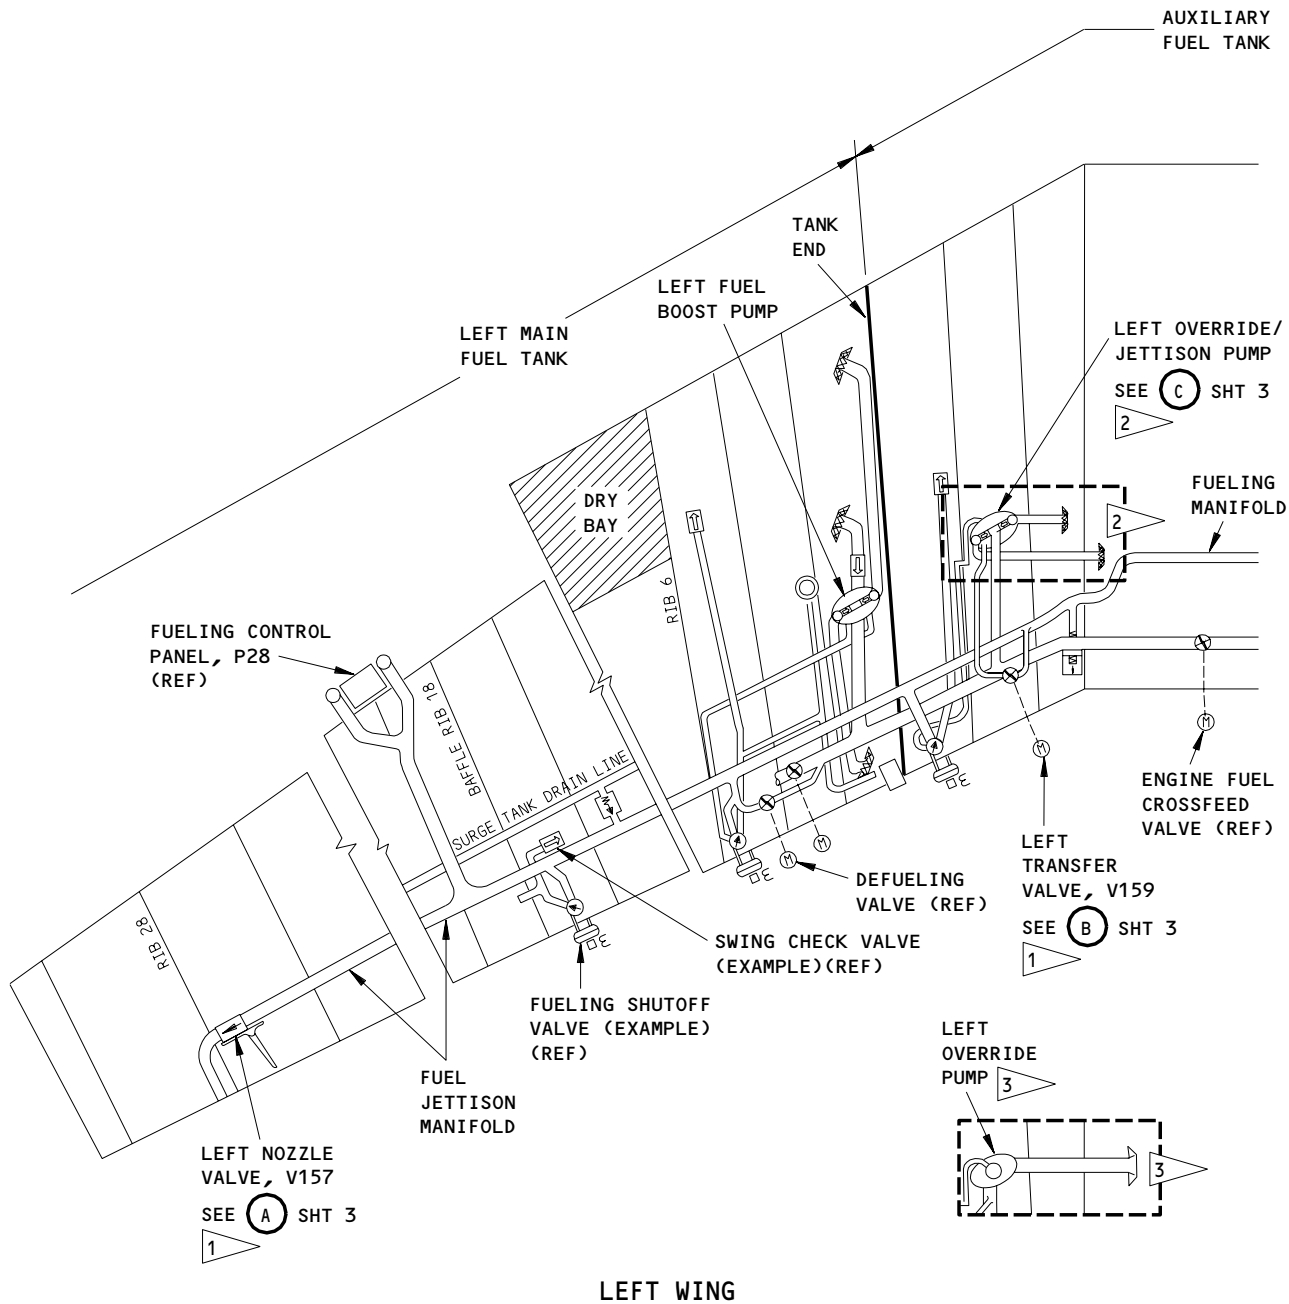 AUXILIARY
FUEL TANK
TANK
END
LEFT FUEL
BOOST PUMP
LEFT MAIN
FUEL TANK
LEFT OVERRIDE/
JETTISON PUMP
SEE C SHT 3
2
DRY
BAY
2
FUELING
MANIFOLD
RIB 6
FUELING CONTROL
PANEL, P28
(REF)
BAFFLE RIB 18
SURGE TANK DRAIN LINE
M
M
M
M
ENGINE FUEL
CROSSFEED
VALVE (REF)
LEFT
TRANSFER
VALVE, V159
SEE B SHT 3
1
DEFUELING
VALVE (REF)
SWING CHECK VALVE
(EXAMPLE)(REF)
RIB 28
FUELING SHUTOFF
VALVE (EXAMPLE)
(REF)
FUEL
JETTISON
MANIFOLD
LEFT
OVERRIDE
PUMP 3
3
LEFT NOZZLE
VALVE, V157
SEE A SHT 3
1
LEFT WING